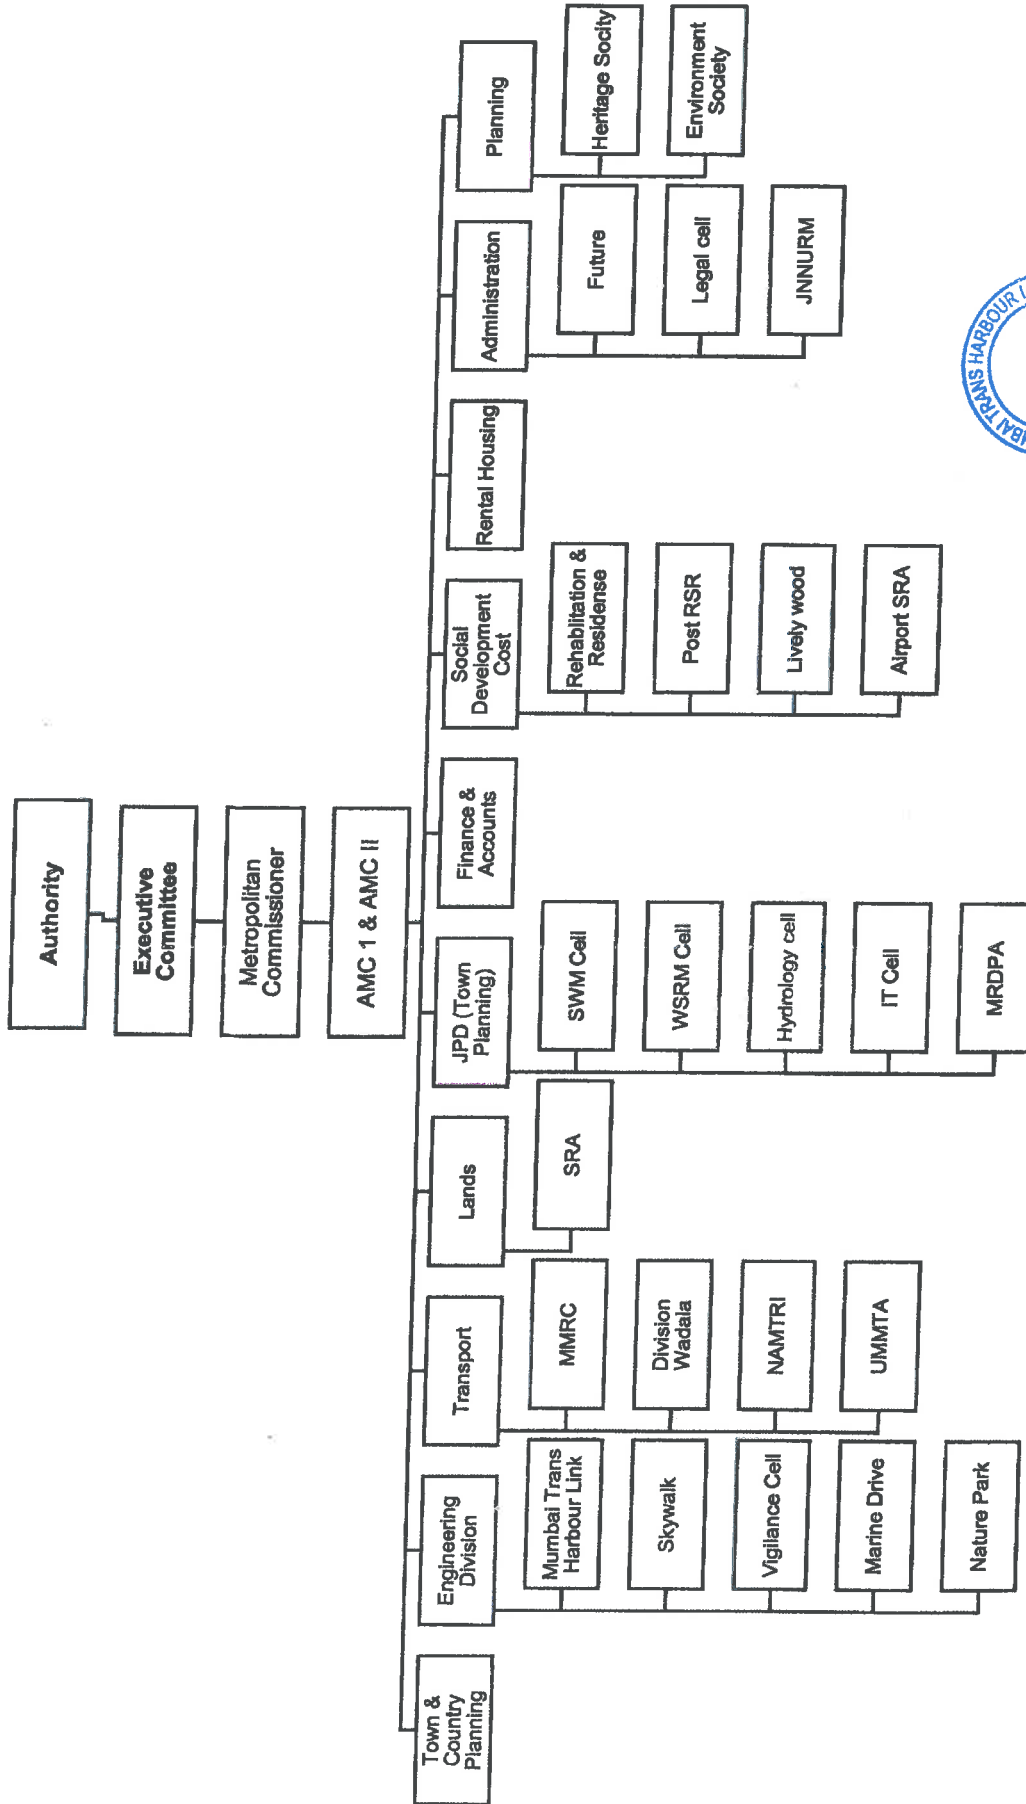 Authority
Executive
Committee
Metropolitan
Commissioner
AMC 1 & AMC II
Town &
Country
Planning
Engineering
Division
Mumbai Trans
Harbour Link
Skywalk
Vigilance Cell
Marine Drive
Nature Park
Transport
MMRC
Division
Wadala
NAMTRI
UMMTA
Lands
SRA
JPD (Town
Planning)
SWM Cell
WSRM Cell
Hydrology cell
IT Cell
MRDPA
Finance &
Accounts
Social
Development
Cost
Rehablitation &
Residense
Post RSR
Lively wood
Airport SRA
Rental Housing
Administration
Future
Legal cell
JNNURM
Planning
Heritage Socity
Environment
Society
TRANS HARBOUR